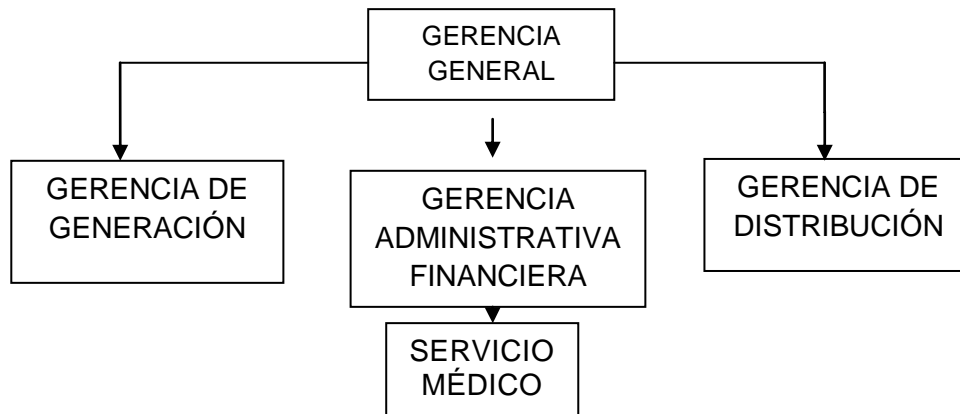 GERENCIA
GENERAL
GERENCIA DE
GENERACIÓN
GERENCIA
ADMINISTRATIVA
FINANCIERA
GERENCIA DE
DISTRIBUCIÓN
SERVICIO
MÉDICO